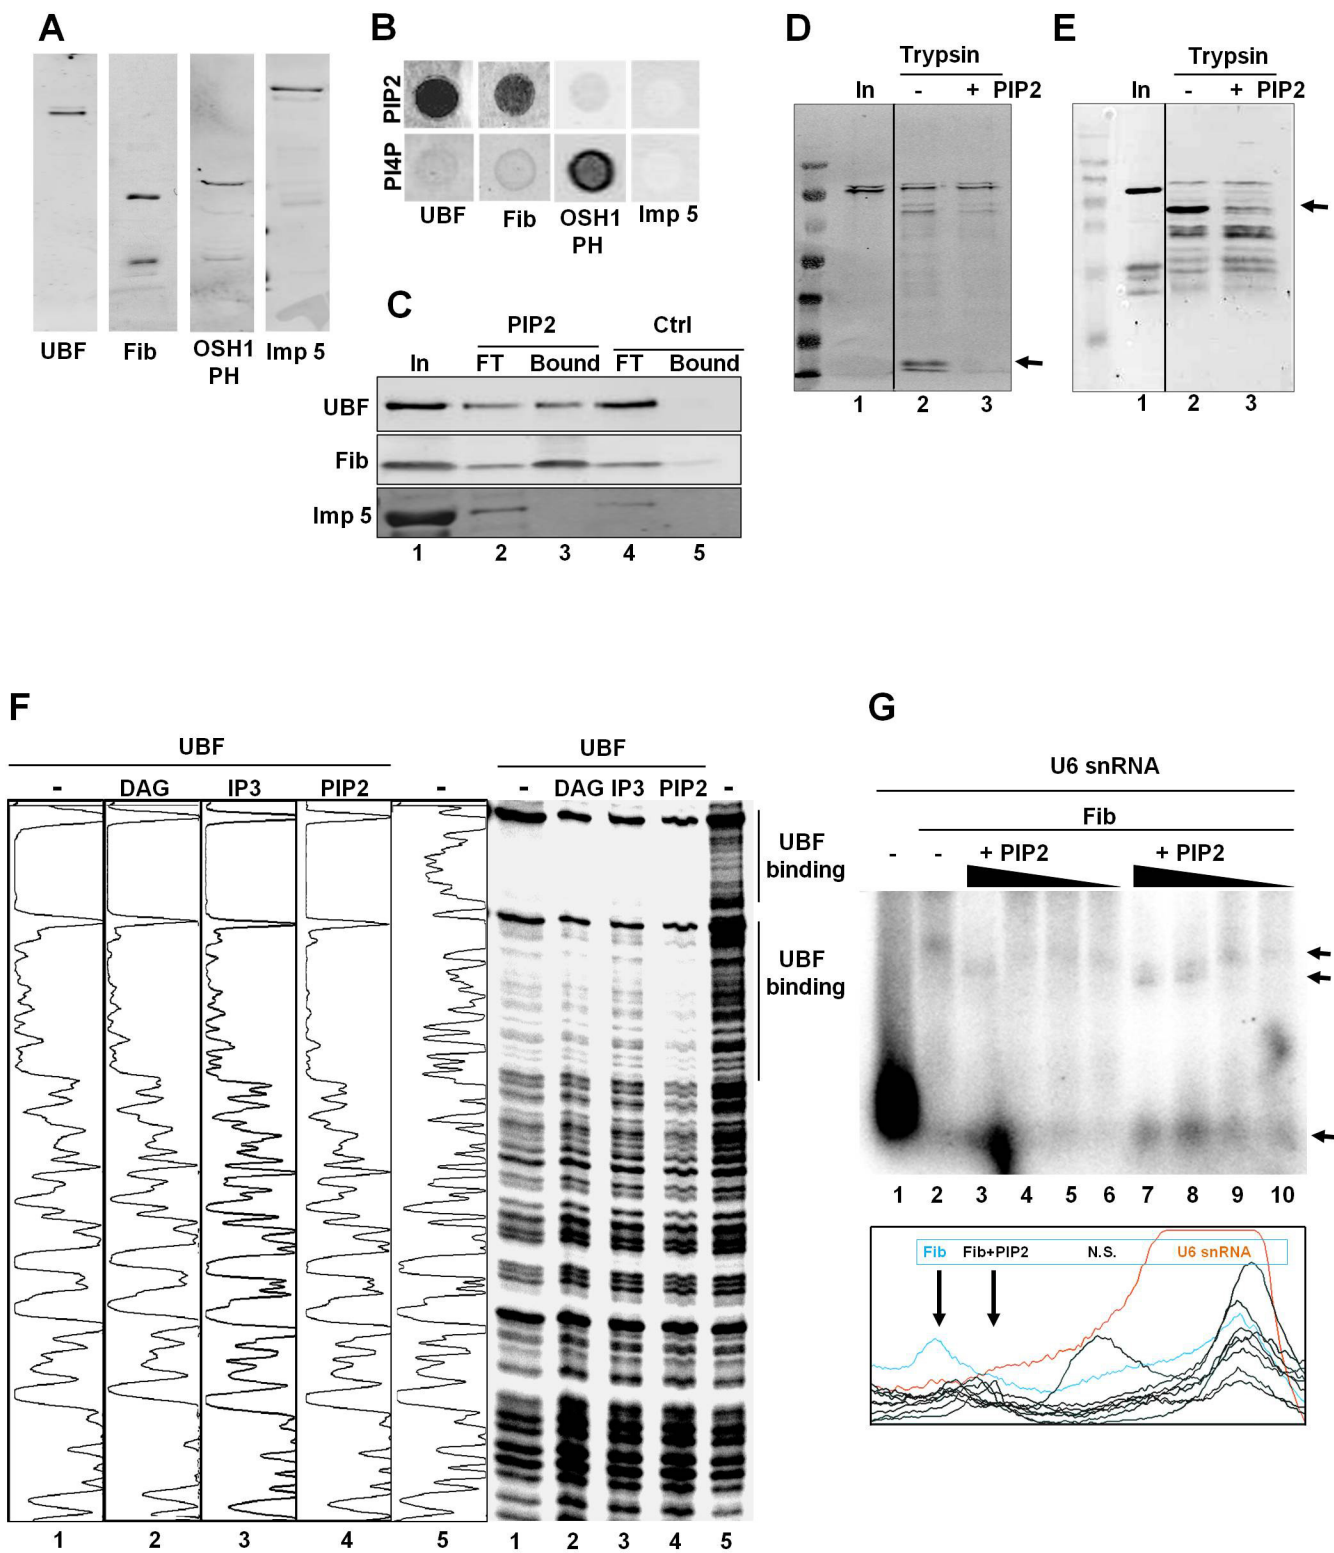 A
UBF
Fib
OSH1
PH
Imp 5
B
PIP2
PI4P
UBF
Fib
OSH1
PH
Imp 5
C
PIP2
Ctrl
In
FT
Bound
FT
Bound
UBF
Fib
Imp 5
1
2
3
4
5
D
Trypsin
In
-
+
PIP2
1
2
3
E
Trypsin
In
-
+
PIP2
1
2
3
F
UBF
-
DAG
IP3
PIP2
-
1
2
3
4
5
UBF
-
DAG
IP3
PIP2
-
UBF
binding
UBF
binding
1
2
3
4
5
G
U6 snRNA
Fib
-
-
+ PIP2
+ PIP2
1
2
3
4
5
6
7
8
9
10
Fib
Fib+PIP2
N.S.
U6 snRNA